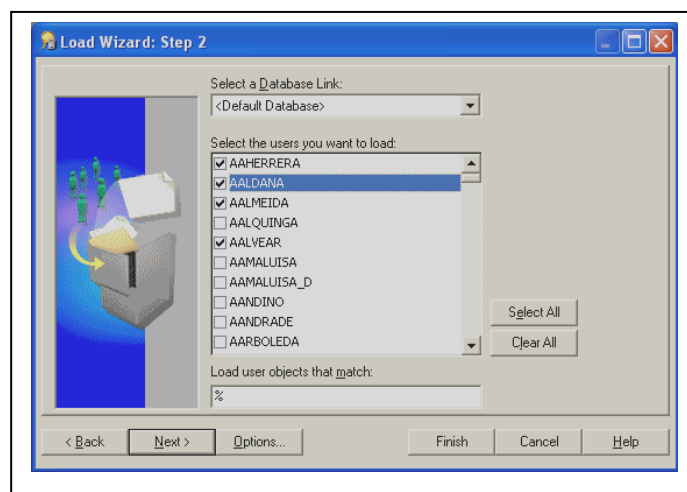 Load Wizard: Step 2
Select a Database Link:
<Default Database>
Select the users you want to load:
AAHERRERA
AALDANA
AALMEIDA
AALQUINGA
AALVEAR
AAMALUISA
AAMALUISA_D
AANDINO
AANDRADE
AARBOLEDA
Select All
Clear All
Load user objects that match:
%
< Back Next > Options... Finish Cancel Help